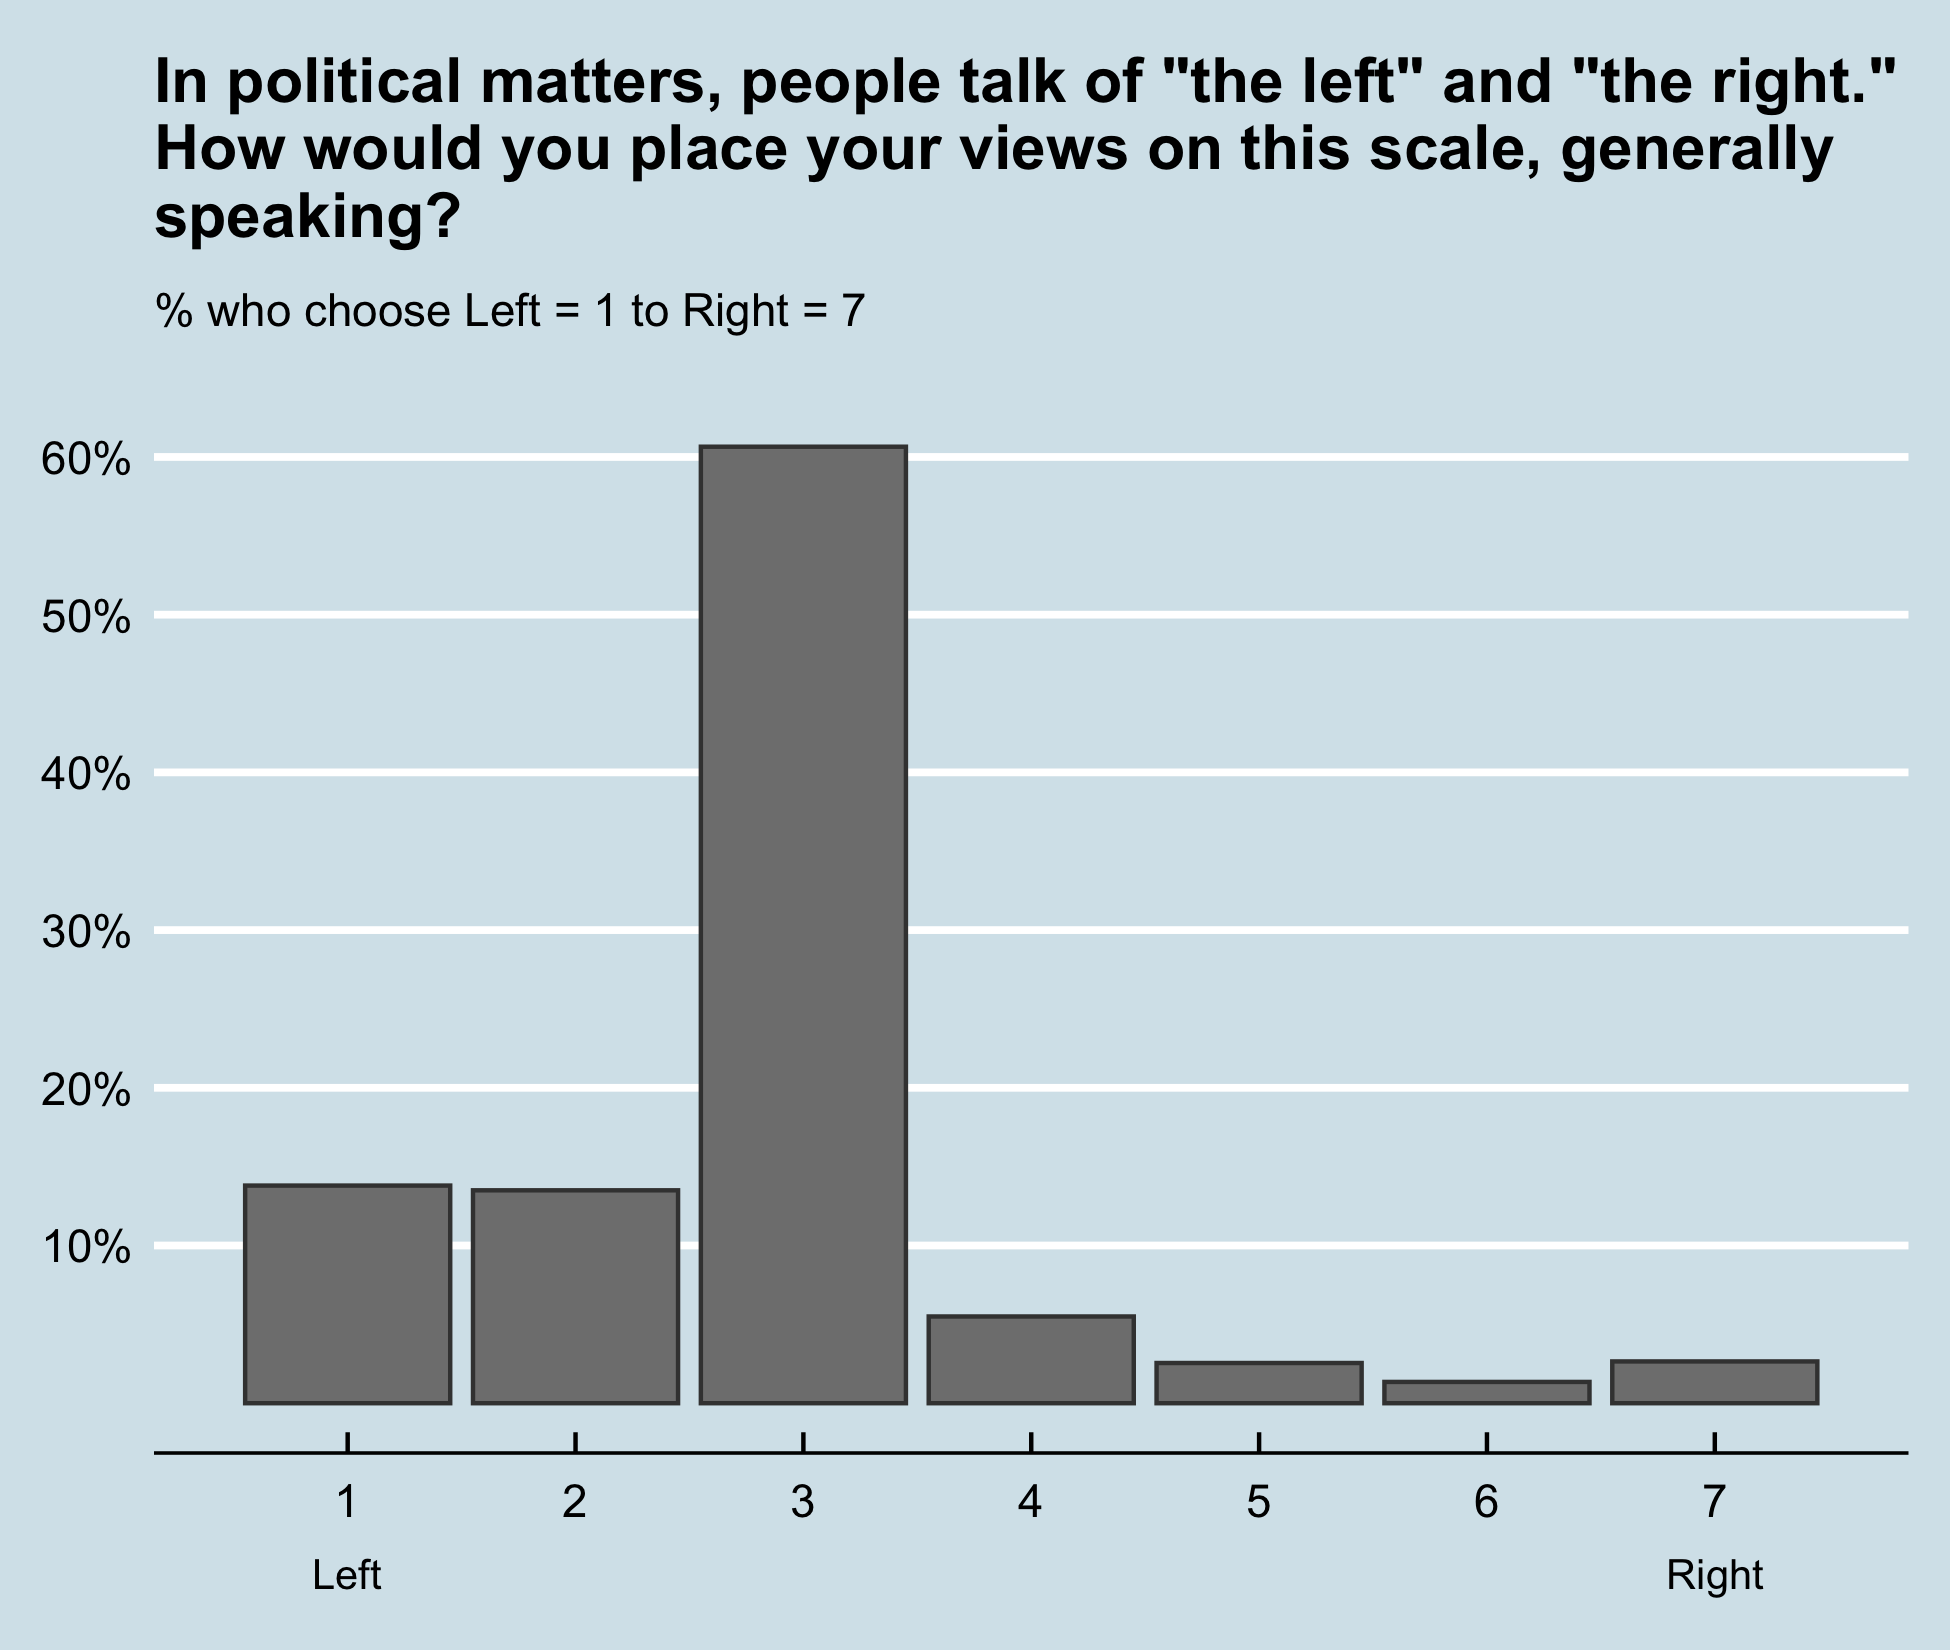 In political matters, people talk of "the left" and "the right."
How would you place your views on this scale, generally
speaking?
% who choose Left = 1 to Right = 7
60%
50%
40%
30%
20%
10%
1 2 3 4 5 6 7
Left Right